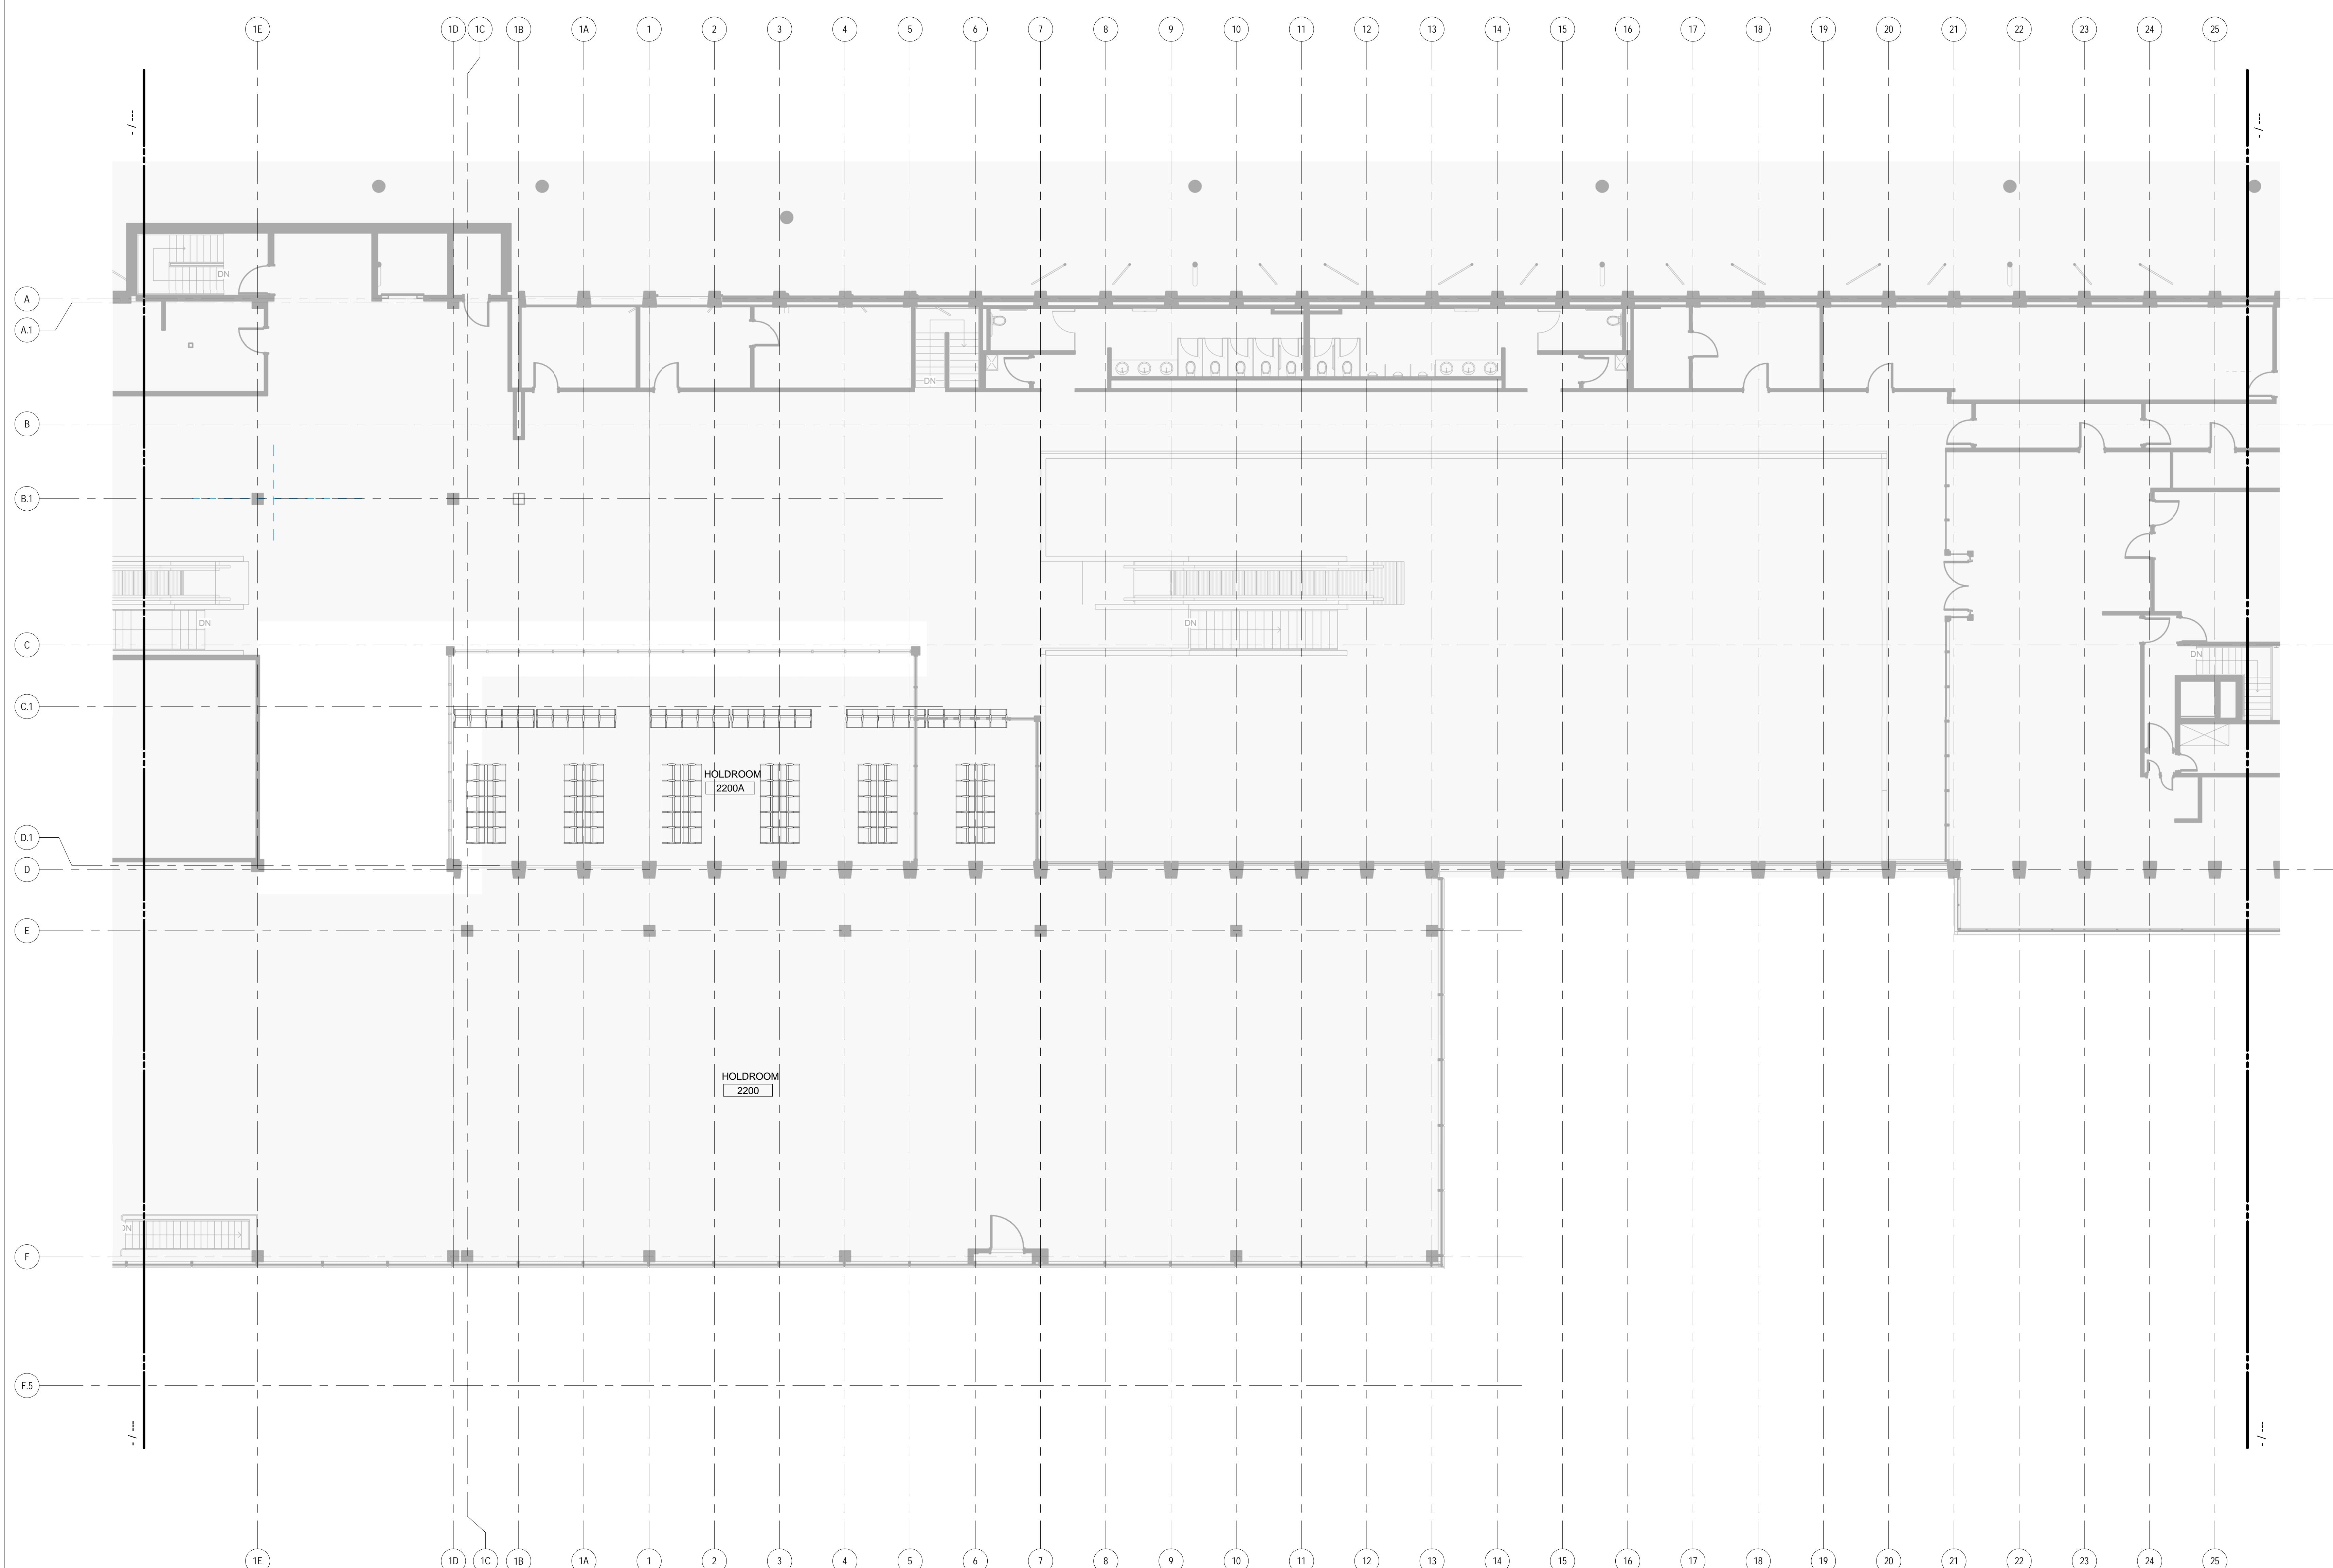 1E 1D 1C 1B 1A 1 2 3 4 5 6 7 8 9 10 11 12 13 14 15 16 17 18 19 20 21 22 23 24 25
- / ---
- / ---
DN
A
A.1
DN
B
B.1
DN
DN
C
DN
C.1
HOLDROOM
2200A
D.1
D
E
HOLDROOM
2200
DN
F
F.5
- / ---
- / ---
1E 1D 1C 1B 1A 1 2 3 4 5 6 7 8 9 10 11 12 13 14 15 16 17 18 19 20 21 22 23 24 25